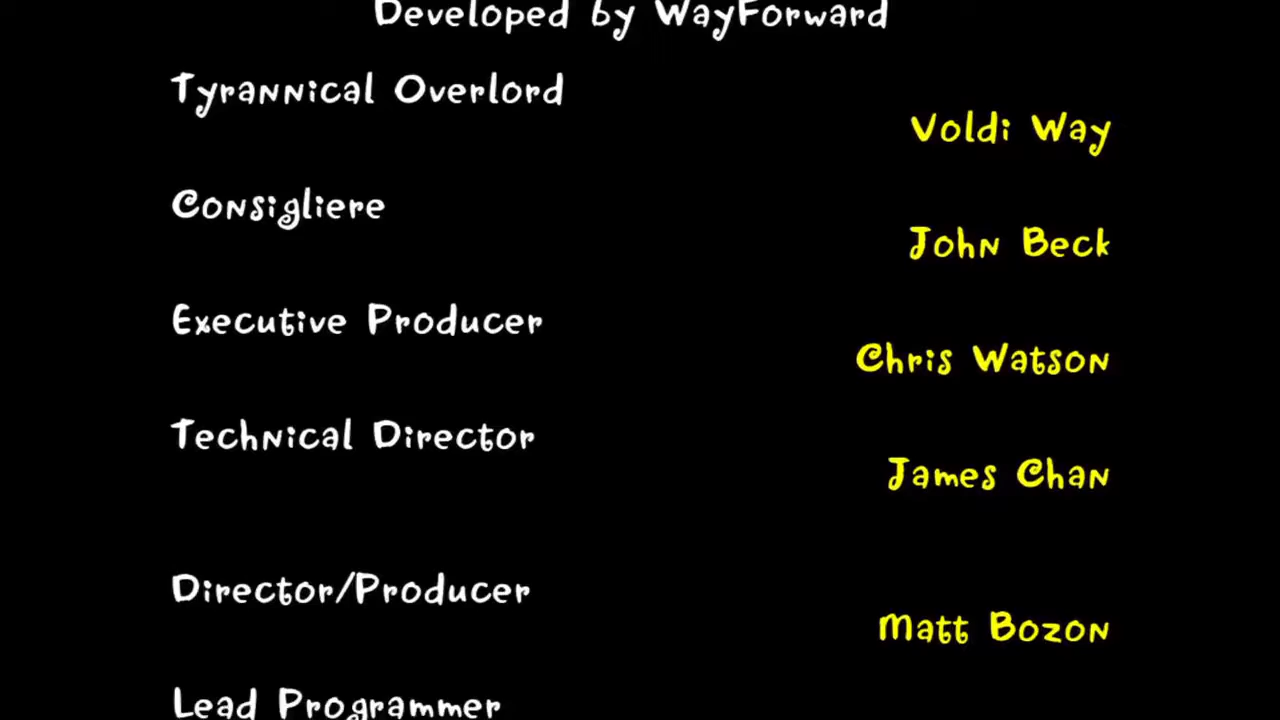 Developed by WayForward
Tyrannical Overlord
Voldi Way
Consigliere
John Beck
Executive Producer
Chris Watson
Technical Director
James Chan
Director/Producer
Matt Bozon
Lead Programmer